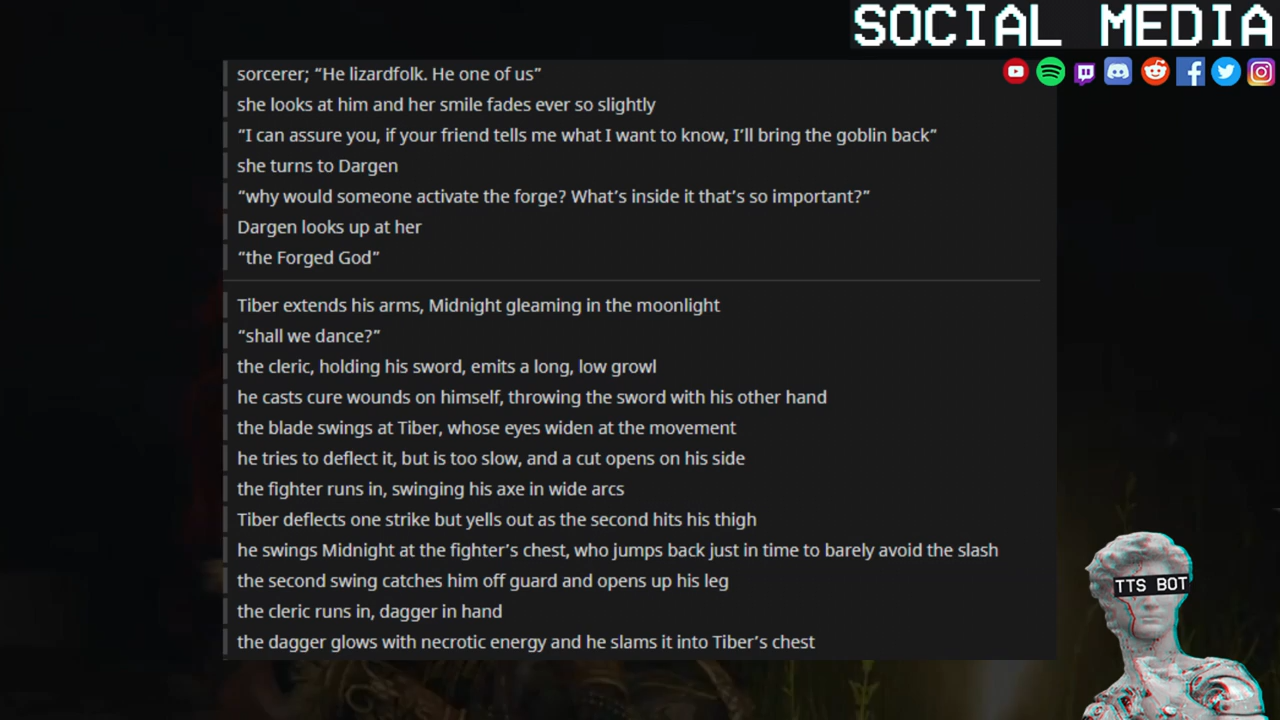 SOCIAL MEDIA
sorcerer; “He lizardfolk. He one of us”
she looks at him and her smile fades ever so slightly
“I can assure you, if your friend tells me what I want to know, I’ll bring the goblin back”
she turns to Dargen
“why would someone activate the forge? What’s inside it that’s so important?”
Dargen looks up at her
“the Forged God”
Tiber extends his arms, Midnight gleaming in the moonlight
“shall we dance?”
the cleric, holding his sword, emits a long, low growl
he casts cure wounds on himself, throwing the sword with his other hand
the blade swings at Tiber, whose eyes widen at the movement
he tries to deflect it, but is too slow, and a cut opens on his side
the fighter runs in, swinging his axe in wide arcs
Tiber deflects one strike but yells out as the second hits his thigh
he swings Midnight at the fighter’s chest, who jumps back just in time to barely avoid the slash
the second swing catches him off guard and opens up his leg
the cleric runs in, dagger in hand
the dagger glows with necrotic energy and he slams it into Tiber’s chest
TTS BOT